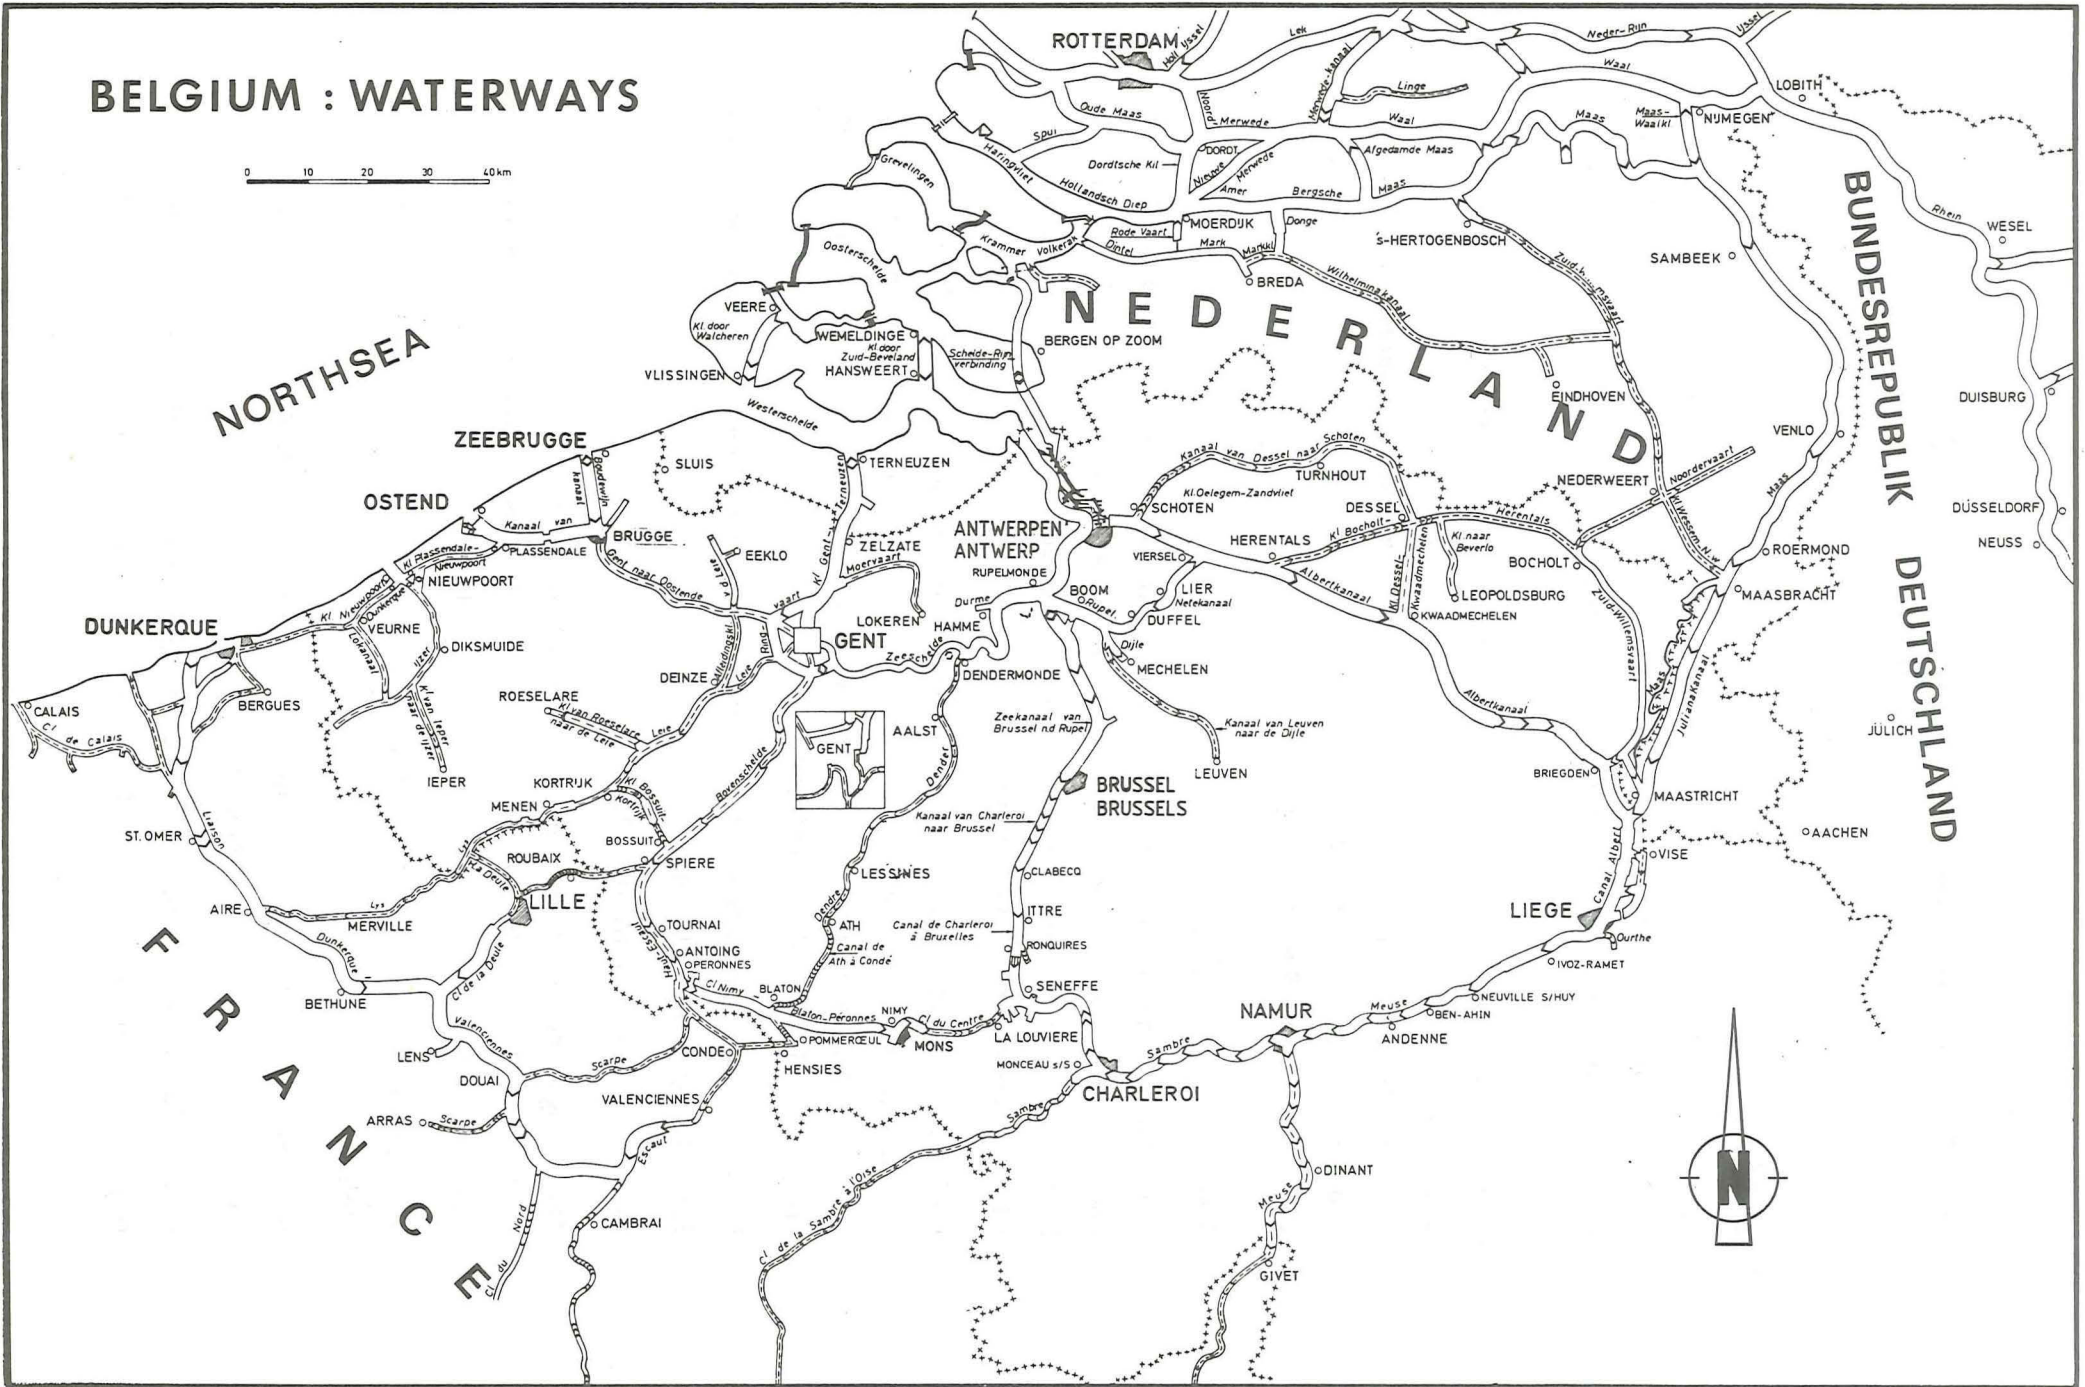 BELGIUM : WATERWAYS
0 10 20 30 40 km
NORTHSEA
NEDERLAND
BUNDESREPUBLIK DEUTSCHLAND
FRANCE
ROTTERDAM
Holl IJssel
Lek
Merwede-kanaal
Linge
Neder-Rijn
IJssel
Waal
LOBITH
Oude Maas
Noord
Merwede
Waal
Maas
Maas-Waalkl
NIJMEGEN
Spui
Haringvliet
Dordtsche Kil
DORDT
Nieuwe Merwede
Afgedamde Maas
Grevelingen
Hollandsch Diep
Amer
Bergsche Maas
Rhein
WESEL
Krammer Volkerak
Rode Vaart
Dintel
MOERDIJK
Mark
Markkl
Donge
's-HERTOGENBOSCH
Oosterschelde
BREDA
Wilhelminakanaal
SAMBEEK
VEERE
Kl. door Walcheren
WEMELDINGE
Kl. door Zuid-Beveland
HANSWEERT
VLISSINGEN
Schelde-Rijn verbinding
BERGEN OP ZOOM
EINDHOVEN
DUISBURG
Westerschelde
ZEEBRUGGE
Boudewijn kanaal
SLUIS
TERNEUZEN
Kl Gent-Terneuzen
Kanaal van Dessel naar Schoten
TURNHOUT
Kl.Oelegem-Zandvliet
SCHOTEN
NEDERWEERT
Noordervaart
VENLO
Maas
OSTEND
Kanaal van
Gent naar Oostende
BRUGGE
PLASSENDALE
Kl Plassendale-Nieuwpoort
NIEUWPOORT
EEKLO
ZELZATE
Moervaart
LOKEREN
ANTWERPEN
ANTWERP
RUPELMONDE
VIERSEL
HERENTALS
Kl Bocholt-Herentals
DESSEL
Kl Dessel-Kwaadmechelen
KWAADMECHELEN
Kl naar Beverlo
LEOPOLDSBURG
BOCHOLT
Kl Wessem-N.w.
ROERMOND
MAASBRACHT
DÜSSELDORF
NEUSS
DUNKERQUE
Kl. Nieuwpoort Dunkerque
VEURNE
Lokanaal
IJzer
DIKSMUIDE
Kl van Ieper naar de IJzer
IEPER
BERGUES
CALAIS
Cl de Calais
Afleidingskl
Ringvaart
GENT
Durme
HAMME
BOOM
Rupel
LIER
Netekanaal
DUFFEL
Dijle
MECHELEN
Albertkanaal
Zuid-Willemsvaart
DEINZE
Leie
Zeeschelde
DENDERMONDE
AALST
Dender
GENT
Zeekanaal van Brussel n.d Rupel
Kanaal van Leuven naar de Dijle
LEUVEN
Albertkanaal
Maas
Julianakanaal
JÜLICH
ROESELARE
Kl van Roeselare naar de Leie
Leie
KORTRIJK
Kl Bossuit-Kortrijk
Bovenschelde
MENEN
BRUSSEL
BRUSSELS
Kanaal van Charleroi naar Brussel
BRIEGDEN
MAASTRICHT
AACHEN
ST. OMER
Liaison Dunkerque - Valenciennes
Lys
BOSSUIT
SPIERE
ROUBAIX
La Deule
LILLE
LESSINES
CLABECQ
Canal Albert
VISE
AIRE
Lys
MERVILLE
BETHUNE
Cl de la Deule
TOURNAI
Haut-Escaut
ANTOING
PERONNES
Dendre
ATH
Canal de Ath à Condé
ITTRE
Canal de Charleroi à Bruxelles
RONQUIRES
LIEGE
Ourthe
IVOZ-RAMET
Cl Nimy-Blaton-Péronnes
BLATON
NIMY
Cl du Centre
SENEFFE
LA LOUVIERE
NAMUR
Meuse
NEUVILLE S/HUY
BEN-AHIN
ANDENNE
LENS
Scarpe
CONDE
POMMERŒUL
MONS
HENSIES
MONCEAU s/S
CHARLEROI
Sambre
DOUAI
ARRAS
Scarpe
VALENCIENNES
Escaut
Sambre
Cl de la Sambre à l'Oise
Cl du Nord
CAMBRAI
DINANT
Meuse
GIVET
N